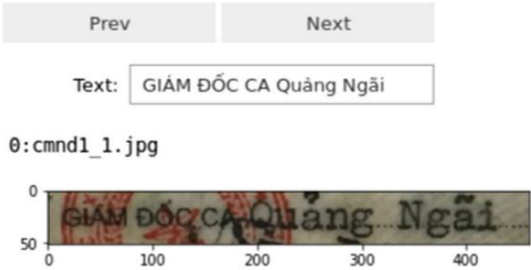 Prev Next
Text: GIÁM ĐỐC CA Quảng Ngãi
0:cmnd1_1.jpg
0
GIÁM ĐỐC CA Quảng Ngãi
50
0 100 200 300 400